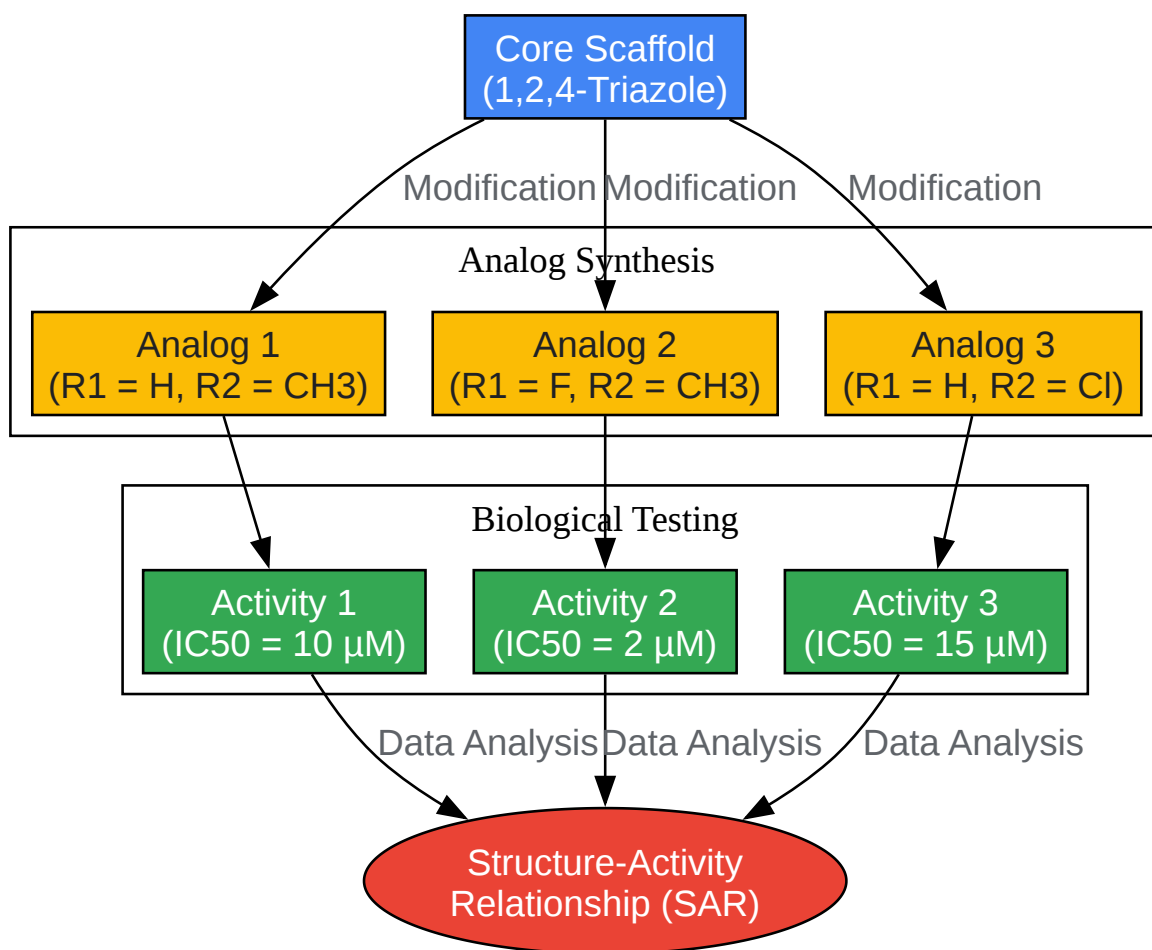 Core Scaffold
(1,2,4-Triazole)
Modification
Modification
Modification
Analog Synthesis
Analog 1
(R1 = H, R2 = CH3)
Analog 2
(R1 = F, R2 = CH3)
Analog 3
(R1 = H, R2 = Cl)
Biological Testing
Activity 1
(IC50 = 10 µM)
Activity 2
(IC50 = 2 µM)
Activity 3
(IC50 = 15 µM)
Data Analysis
Data Analysis
Data Analysis
Structure-Activity
Relationship (SAR)